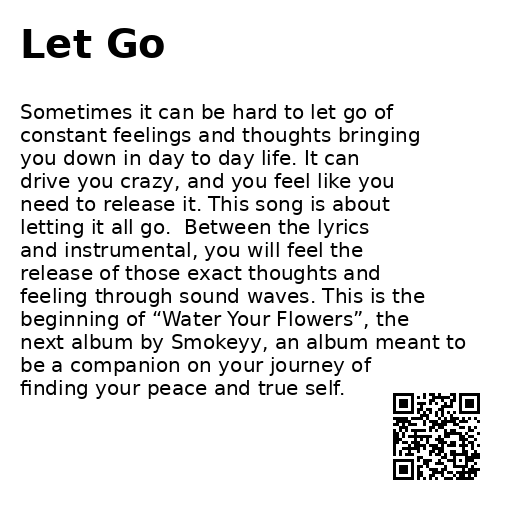 Let Go
Sometimes it can be hard to let go of
constant feelings and thoughts bringing
you down in day to day life. It can
drive you crazy, and you feel like you
need to release it. This song is about
letting it all go.  Between the lyrics
and instrumental, you will feel the
release of those exact thoughts and
feeling through sound waves. This is the
beginning of “Water Your Flowers”, the
next album by Smokeyy, an album meant to
be a companion on your journey of
finding your peace and true self.